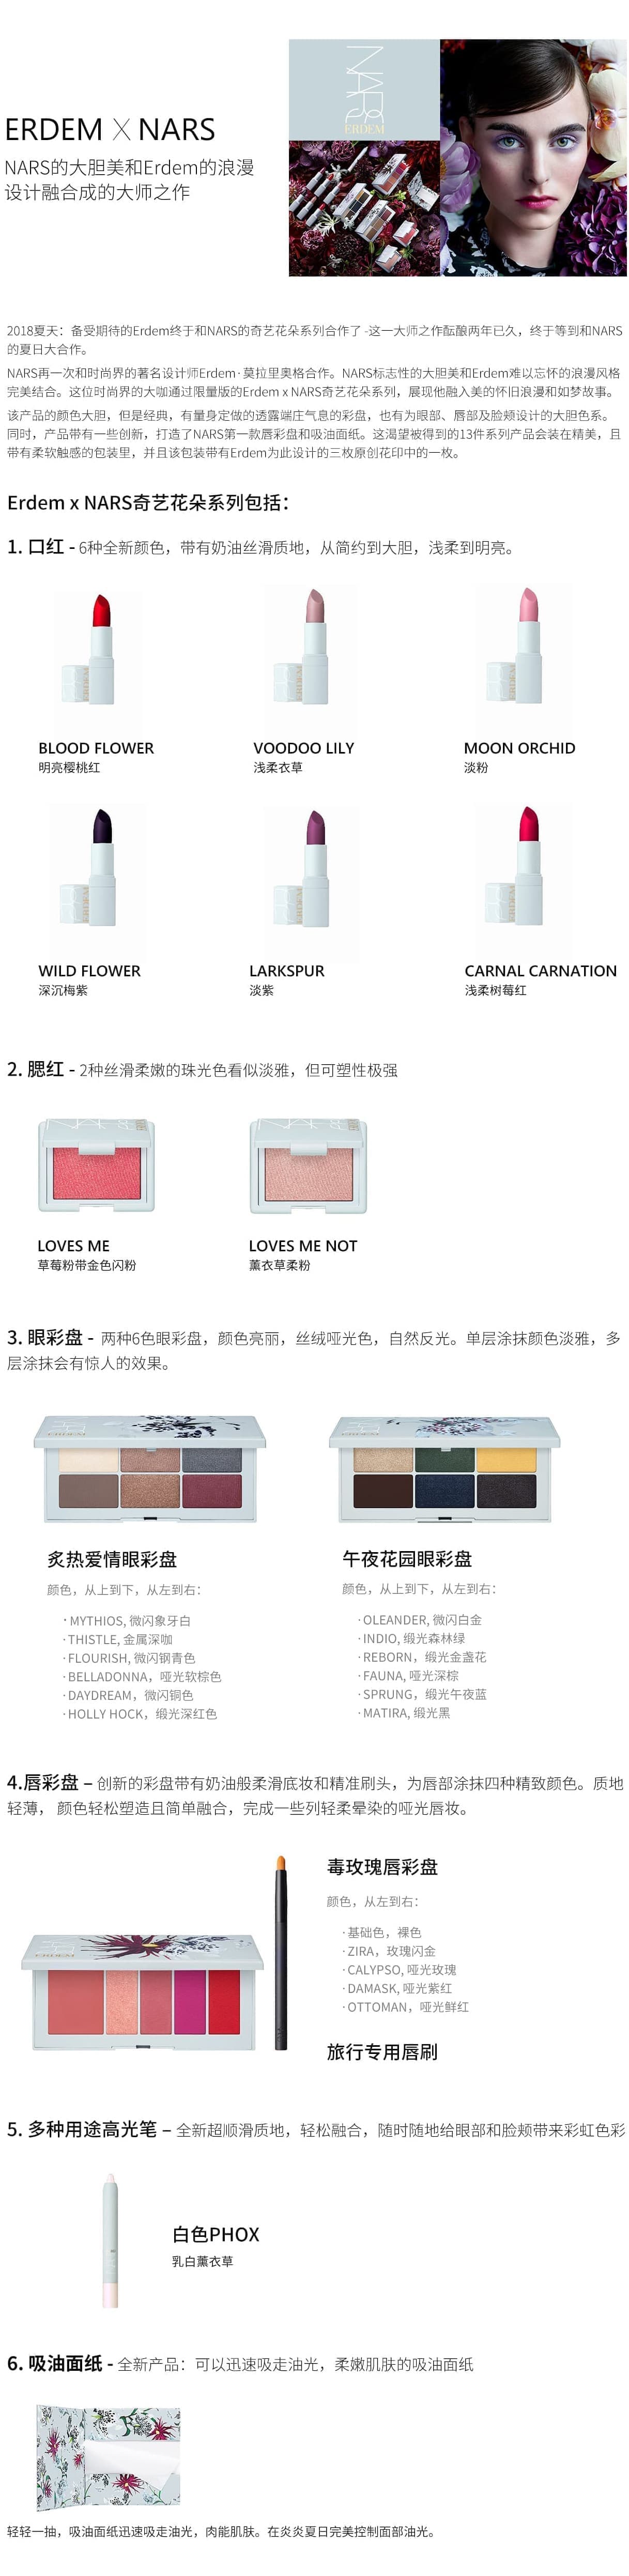 NARS
ERDEM
ERDEM X NARS
NARS的大胆美和Erdem的浪漫
设计融合成的大师之作
2018夏天：备受期待的Erdem终于和NARS的奇艺花朵系列合作了 -这一大师之作酝酿两年已久，终于等到和NARS
的夏日大合作。
NARS再一次和时尚界的著名设计师Erdem·莫拉里奥格合作。NARS标志性的大胆美和Erdem难以忘怀的浪漫风格
完美结合。这位时尚界的大咖通过限量版的Erdem x NARS奇艺花朵系列，展现他融入美的怀旧浪漫和如梦故事。
该产品的颜色大胆，但是经典，有量身定做的透露端庄气息的彩盘，也有为眼部、唇部及脸颊设计的大胆色系。
同时，产品带有一些创新，打造了NARS第一款唇彩盘和吸油面纸。这渴望被得到的13件系列产品会装在精美，且
带有柔软触感的包装里，并且该包装带有Erdem为此设计的三枚原创花印中的一枚。
Erdem x NARS奇艺花朵系列包括：
1. 口红 - 6种全新颜色，带有奶油丝滑质地，从简约到大胆，浅柔到明亮。
BLOOD FLOWER
明亮樱桃红
VOODOO LILY
浅柔衣草
MOON ORCHID
淡粉
WILD FLOWER
深沉梅紫
LARKSPUR
淡紫
CARNAL CARNATION
浅柔树莓红
2. 腮红 - 2种丝滑柔嫩的珠光色看似淡雅，但可塑性极强
LOVES ME
草莓粉带金色闪粉
LOVES ME NOT
薰衣草柔粉
3. 眼彩盘 - 两种6色眼彩盘，颜色亮丽，丝绒哑光色，自然反光。单层涂抹颜色淡雅，多
层涂抹会有惊人的效果。
炙热爱情眼彩盘
颜色，从上到下，从左到右：
·MYTHIOS, 微闪象牙白
·THISTLE, 金属深咖
·FLOURISH, 微闪钢青色
·BELLADONNA，哑光软棕色
·DAYDREAM，微闪铜色
·HOLLY HOCK，缎光深红色
午夜花园眼彩盘
颜色，从上到下，从左到右：
·OLEANDER, 微闪白金
·INDIO, 缎光森林绿
·REBORN，缎光金盏花
·FAUNA, 哑光深棕
·SPRUNG，缎光午夜蓝
·MATIRA, 缎光黑
4.唇彩盘 – 创新的彩盘带有奶油般柔滑底妆和精准刷头，为唇部涂抹四种精致颜色。质地
轻薄， 颜色轻松塑造且简单融合，完成一些列轻柔晕染的哑光唇妆。
毒玫瑰唇彩盘
颜色，从左到右：
·基础色，裸色
·ZIRA，玫瑰闪金
·CALYPSO, 哑光玫瑰
·DAMASK, 哑光紫红
·OTTOMAN，哑光鲜红
旅行专用唇刷
5. 多种用途高光笔 – 全新超顺滑质地，轻松融合，随时随地给眼部和脸颊带来彩虹色彩
白色PHOX
乳白薰衣草
6. 吸油面纸 - 全新产品：可以迅速吸走油光，柔嫩肌肤的吸油面纸
轻轻一抽，吸油面纸迅速吸走油光，肉能肌肤。在炎炎夏日完美控制面部油光。